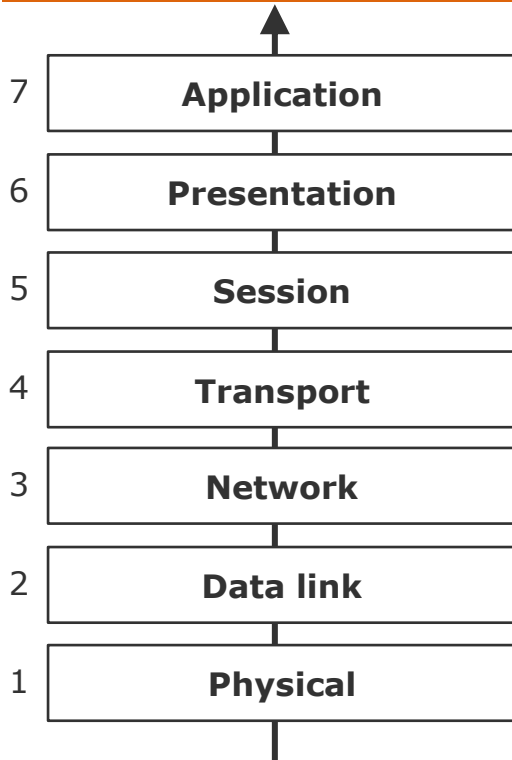 7 Application
6 Presentation
5 Session
4 Transport
3 Network
2 Data link
1 Physical